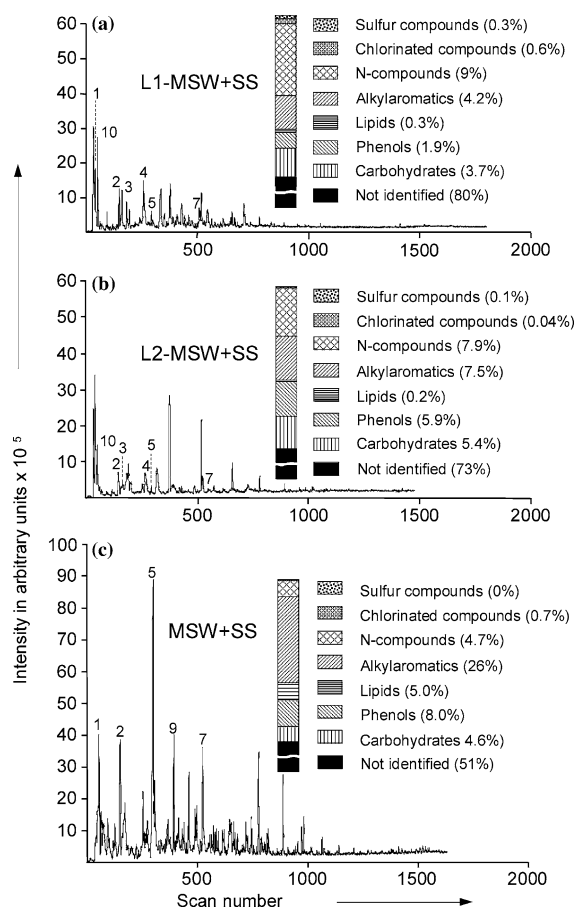 (a)
60
50
40
30
20
10
L1-MSW+SS
1
10
2
3
4
5
7
Sulfur compounds (0.3%)
Chlorinated compounds (0.6%)
N-compounds (9%)
Alkylaromatics (4.2%)
Lipids (0.3%)
Phenols (1.9%)
Carbohydrates (3.7%)
Not identified (80%)
500
1000
1500
2000
(b)
60
50
40
30
20
10
L2-MSW+SS
10
2
3
4
5
7
Sulfur compounds (0.1%)
Chlorinated compounds (0.04%)
N-compounds (7.9%)
Alkylaromatics (7.5%)
Lipids (0.2%)
Phenols (5.9%)
Carbohydrates 5.4%)
Not identified (73%)
500
1000
1500
2000
(c)
100
90
80
70
60
50
40
30
20
10
MSW+SS
1
2
5
9
7
Sulfur compounds (0%)
Chlorinated compounds (0.7%)
N-compounds (4.7%)
Alkylaromatics (26%)
Lipids (5.0%)
Phenols (8.0%)
Carbohydrates 4.6%)
Not identified (51%)
500
1000
1500
2000
Scan number
Intensity in arbitrary units x 10 5